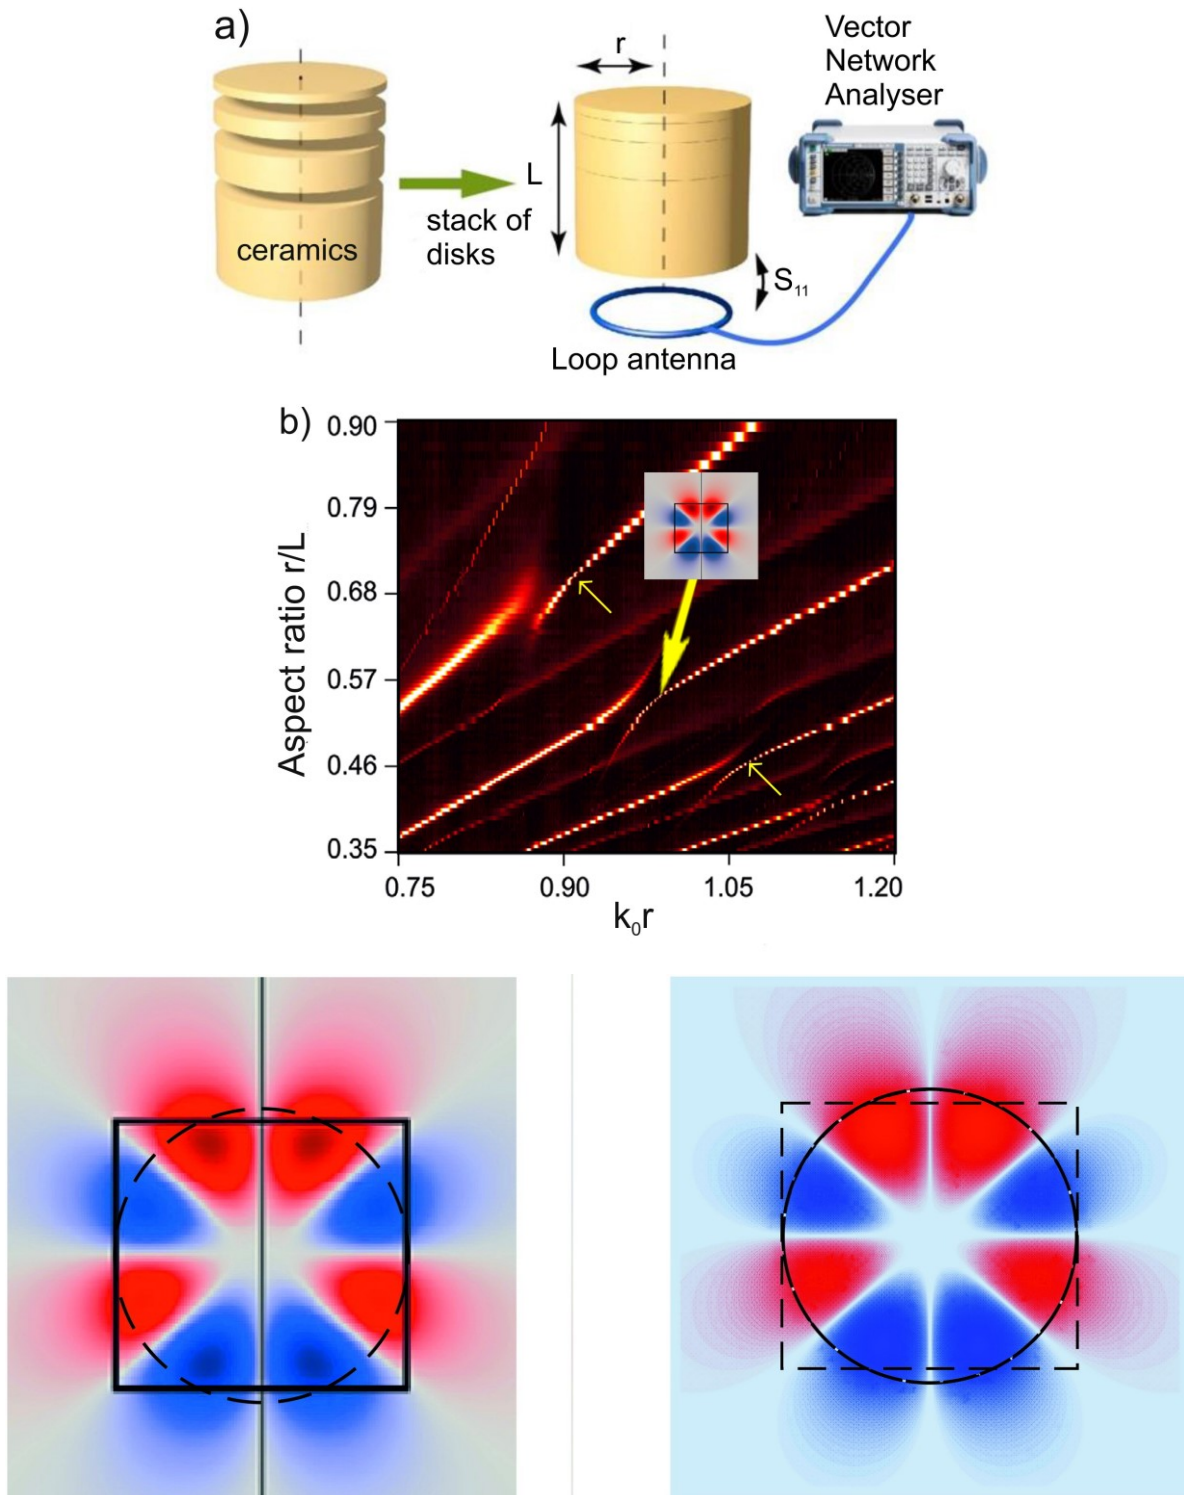 a)
ceramics
stack of
disks
r
L
S₁₁
Loop antenna
Vector
Network
Analyser
b)
Aspect ratio r/L
0.90
0.79
0.68
0.57
0.46
0.35
0.75
0.90
1.05
1.20
k₀r